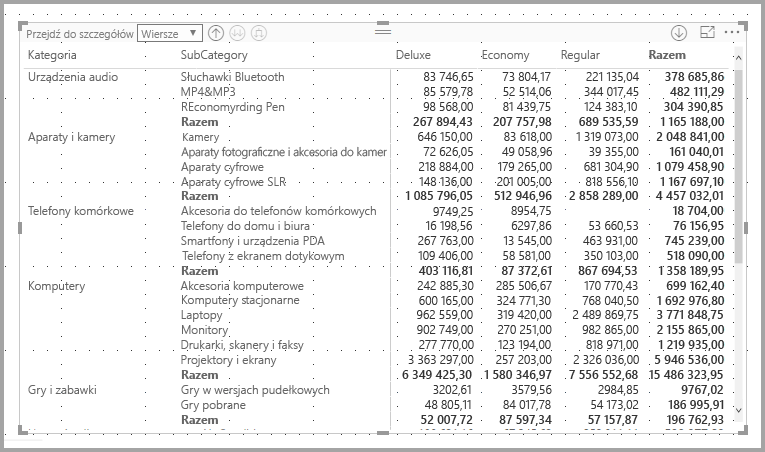 Przejdź do szczegółów Wiersze
Kategoria SubCategory Deluxe Economy Regular Razem
Urządzenia audio Słuchawki Bluetooth 83 746,65 73 804,17 221 135,04 378 685,86
MP4&MP3 85 579,78 52 514,06 344 017,45 482 111,29
REconomyrding Pen 98 568,00 81 439,75 124 383,10 304 390,85
Razem 267 894,43 207 757,98 689 535,59 1 165 188,00
Aparaty i kamery Kamery 646 150,00 83 618,00 1 319 073,00 2 048 841,00
Aparaty fotograficzne i akcesoria do kamer 72 626,05 49 058,96 39 355,00 161 040,01
Aparaty cyfrowe 218 884,00 179 265,00 681 304,90 1 079 458,90
Aparaty cyfrowe SLR 148 136,00 201 005,00 818 556,10 1 167 697,10
Razem 1 085 796,05 512 946,96 2 858 289,00 4 457 032,01
Telefony komórkowe Akcesoria do telefonów komórkowych 9749,25 8954,75 18 704,00
Telefony do domu i biura 16 198,56 6297,86 53 660,53 76 156,95
Smartfony i urządzenia PDA 267 763,00 13 545,00 463 931,00 745 239,00
Telefony z ekranem dotykowym 109 406,00 58 581,00 350 103,00 518 090,00
Razem 403 116,81 87 372,61 867 694,53 1 358 189,95
Komputery Akcesoria komputerowe 242 885,30 285 506,67 170 770,43 699 162,40
Komputery stacjonarne 600 165,00 324 771,30 768 040,50 1 692 976,80
Laptopy 962 559,00 319 420,00 2 489 869,75 3 771 848,75
Monitory 902 749,00 270 251,00 982 865,00 2 155 865,00
Drukarki, skanery i faksy 277 770,00 123 194,00 818 971,00 1 219 935,00
Projektory i ekrany 3 363 297,00 257 203,00 2 326 036,00 5 946 536,00
Razem 6 349 425,30 1 580 346,97 7 556 552,68 15 486 323,95
Gry i zabawki Gry w wersjach pudełkowych 3202,61 3579,56 2984,85 9767,02
Gry pobrane 48 805,11 84 017,78 54 173,02 186 995,91
Razem 52 007,72 87 597,34 57 157,87 196 762,93